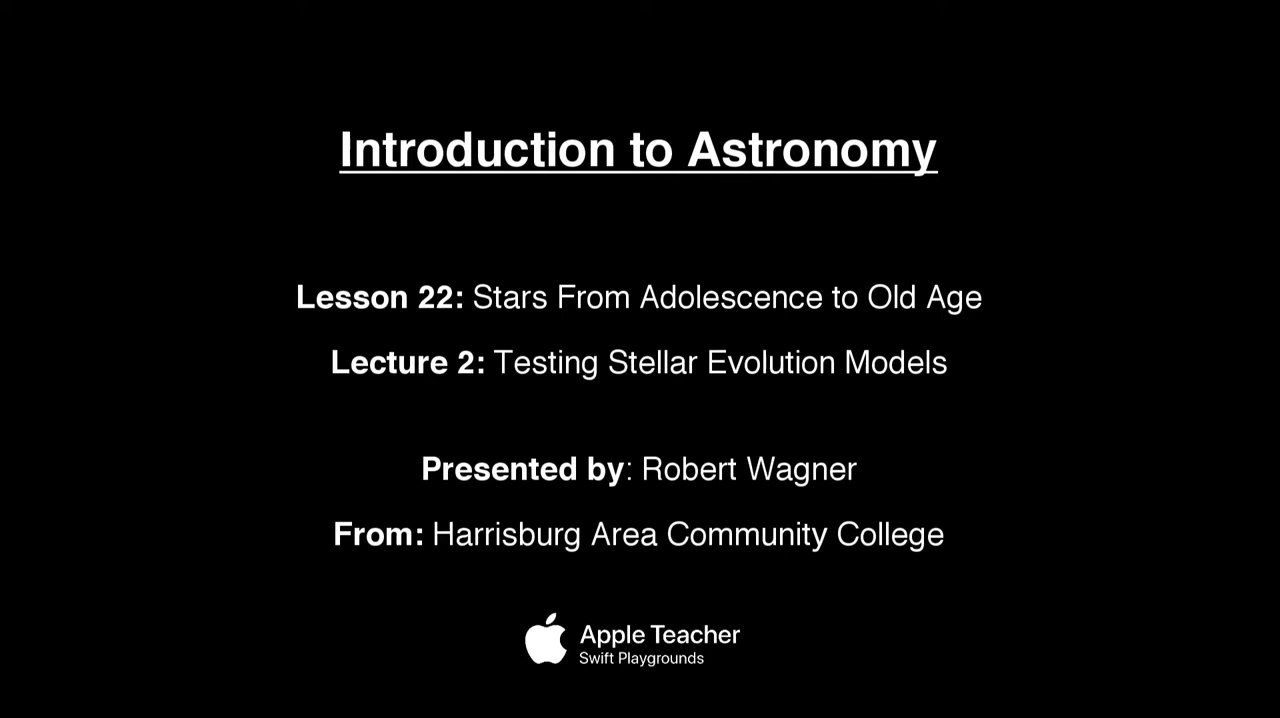 Introduction to Astronomy
Lesson 22: Stars From Adolescence to Old Age
Lecture 2: Testing Stellar Evolution Models
Presented by: Robert Wagner
From: Harrisburg Area Community College
Apple Teacher
Swift Playgrounds